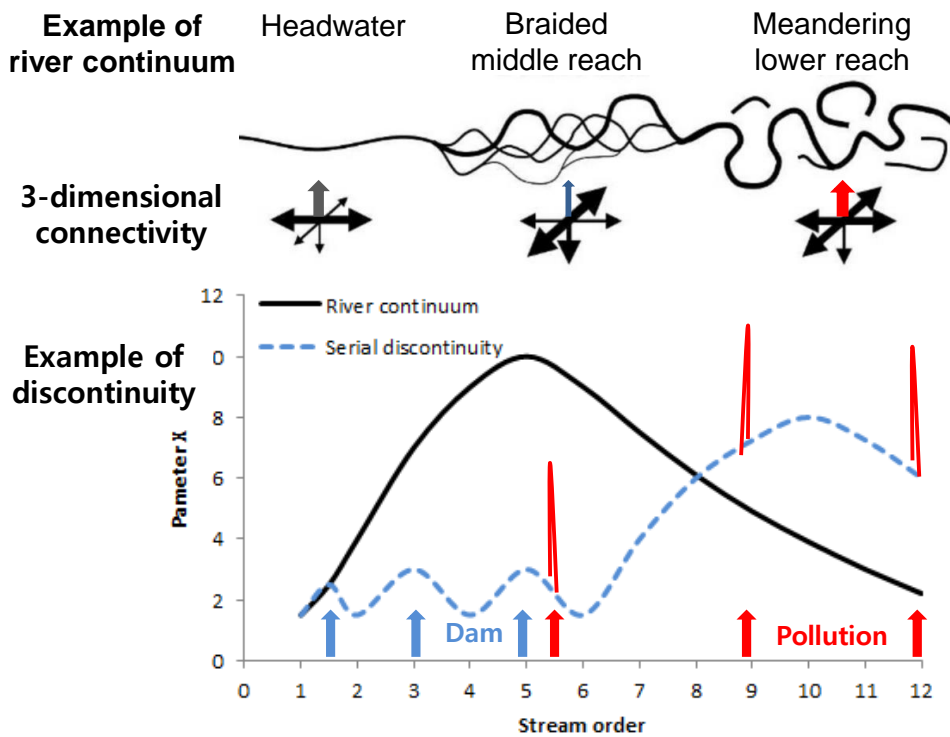 Example of
river continuum
Headwater
Braided
middle reach
Meandering
lower reach
3-dimensional
connectivity
Example of
discontinuity
River continuum
Serial discontinuity
Pameter X
12
0
8
6
4
2
0
Dam
Pollution
0 1 2 3 4 5 6 7 8 9 10 11 12
Stream order